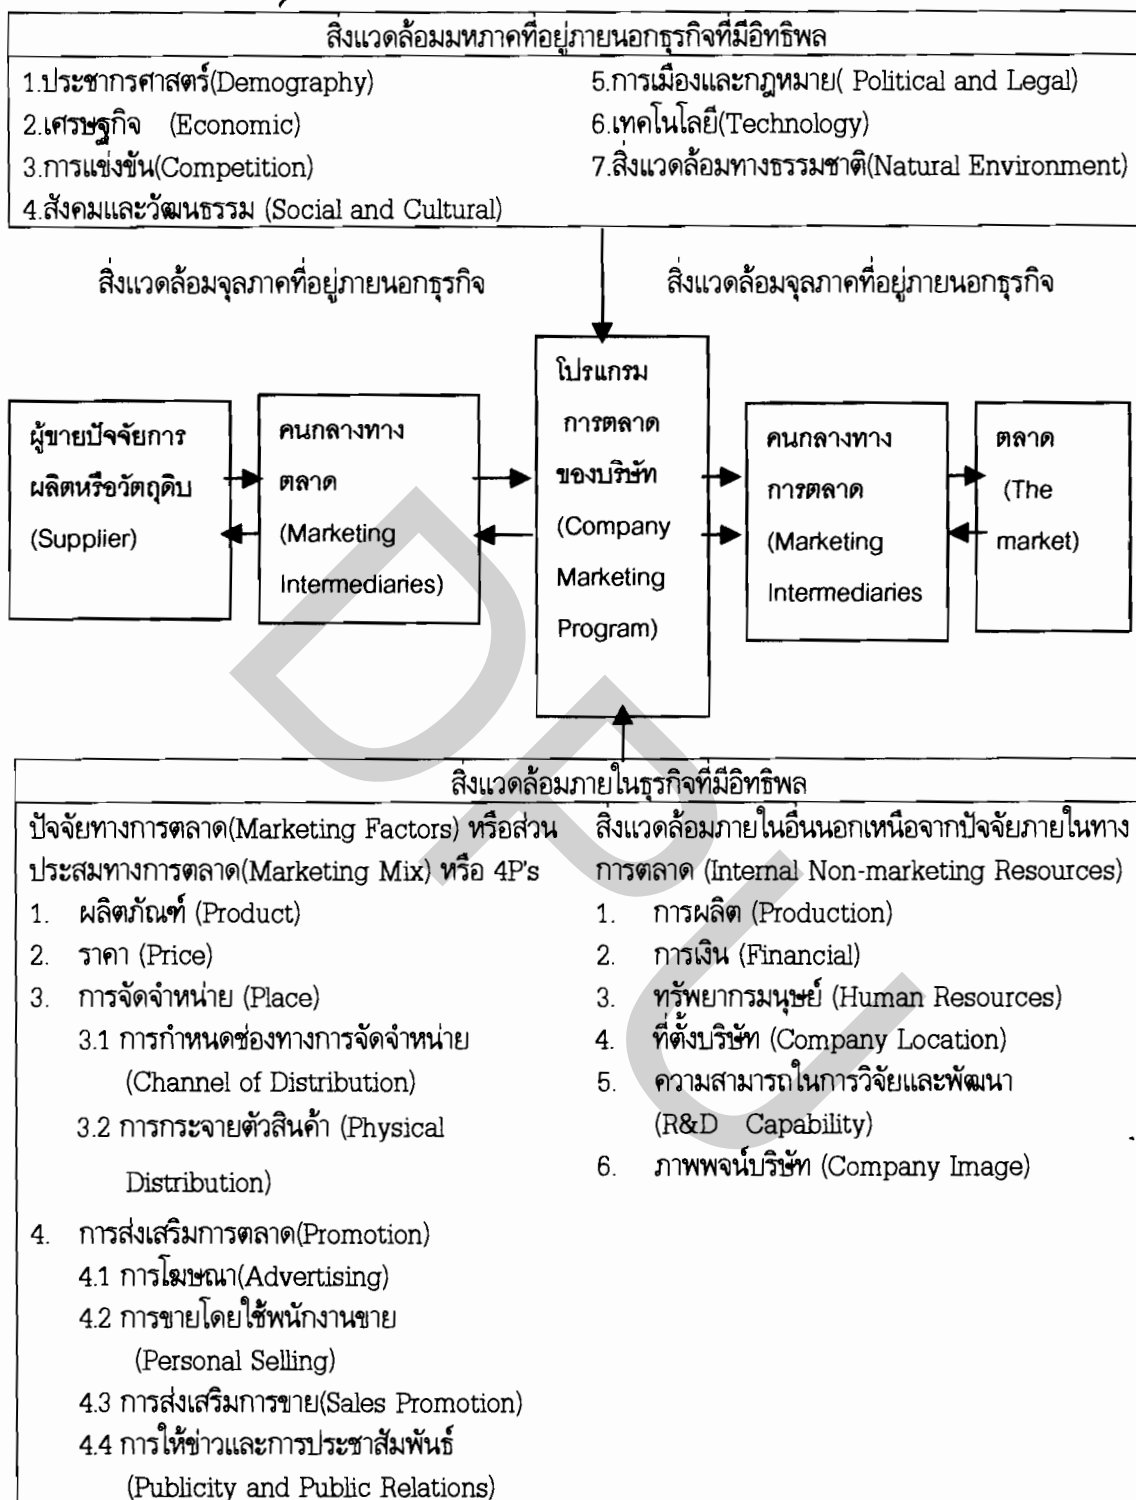 สิ่งแวดล้อมมหภาคที่อยู่ภายนอกธุรกิจที่มีอิทธิพล
1.ประชากรศาสตร์(Demography)
2.เศรษฐกิจ (Economic)
3.การแข่งขัน(Competition)
4.สังคมและวัฒนธรรม (Social and Cultural)
5.การเมืองและกฎหมาย( Political and Legal)
6.เทคโนโลยี(Technology)
7.สิ่งแวดล้อมทางธรรมชาติ(Natural Environment)
สิ่งแวดล้อมจุลภาคที่อยู่ภายนอกธุรกิจ
สิ่งแวดล้อมจุลภาคที่อยู่ภายนอกธุรกิจ
ผู้ขายปัจจัยการ
ผลิตหรือวัตถุดิบ
(Supplier)
คนกลางทาง
ตลาด
(Marketing
Intermediaries)
โปรแกรม
การตลาด
ของบริษัท
(Company
Marketing
Program)
คนกลางทาง
การตลาด
(Marketing
Intermediaries
ตลาด
(The
market)
สิ่งแวดล้อมภายในธุรกิจที่มีอิทธิพล
ปัจจัยทางการตลาด(Marketing Factors) หรือส่วน
ประสมทางการตลาด(Marketing Mix) หรือ 4P's
1. ผลิตภัณฑ์ (Product)
2. ราคา (Price)
3. การจัดจำหน่าย (Place)
3.1 การกำหนดช่องทางการจัดจำหน่าย
(Channel of Distribution)
3.2 การกระจายตัวสินค้า (Physical
Distribution)
4. การส่งเสริมการตลาด(Promotion)
4.1 การโฆษณา(Advertising)
4.2 การขายโดยใช้พนักงานขาย
(Personal Selling)
4.3 การส่งเสริมการขาย(Sales Promotion)
4.4 การให้ข่าวและการประชาสัมพันธ์
(Publicity and Public Relations)
สิ่งแวดล้อมภายในอื่นนอกเหนือจากปัจจัยภายในทาง
การตลาด (Internal Non-marketing Resources)
1. การผลิต (Production)
2. การเงิน (Financial)
3. ทรัพยากรมนุษย์ (Human Resources)
4. ที่ตั้งบริษัท (Company Location)
5. ความสามารถในการวิจัยและพัฒนา
(R&D Capability)
6. ภาพพจน์บริษัท (Company Image)
DPU